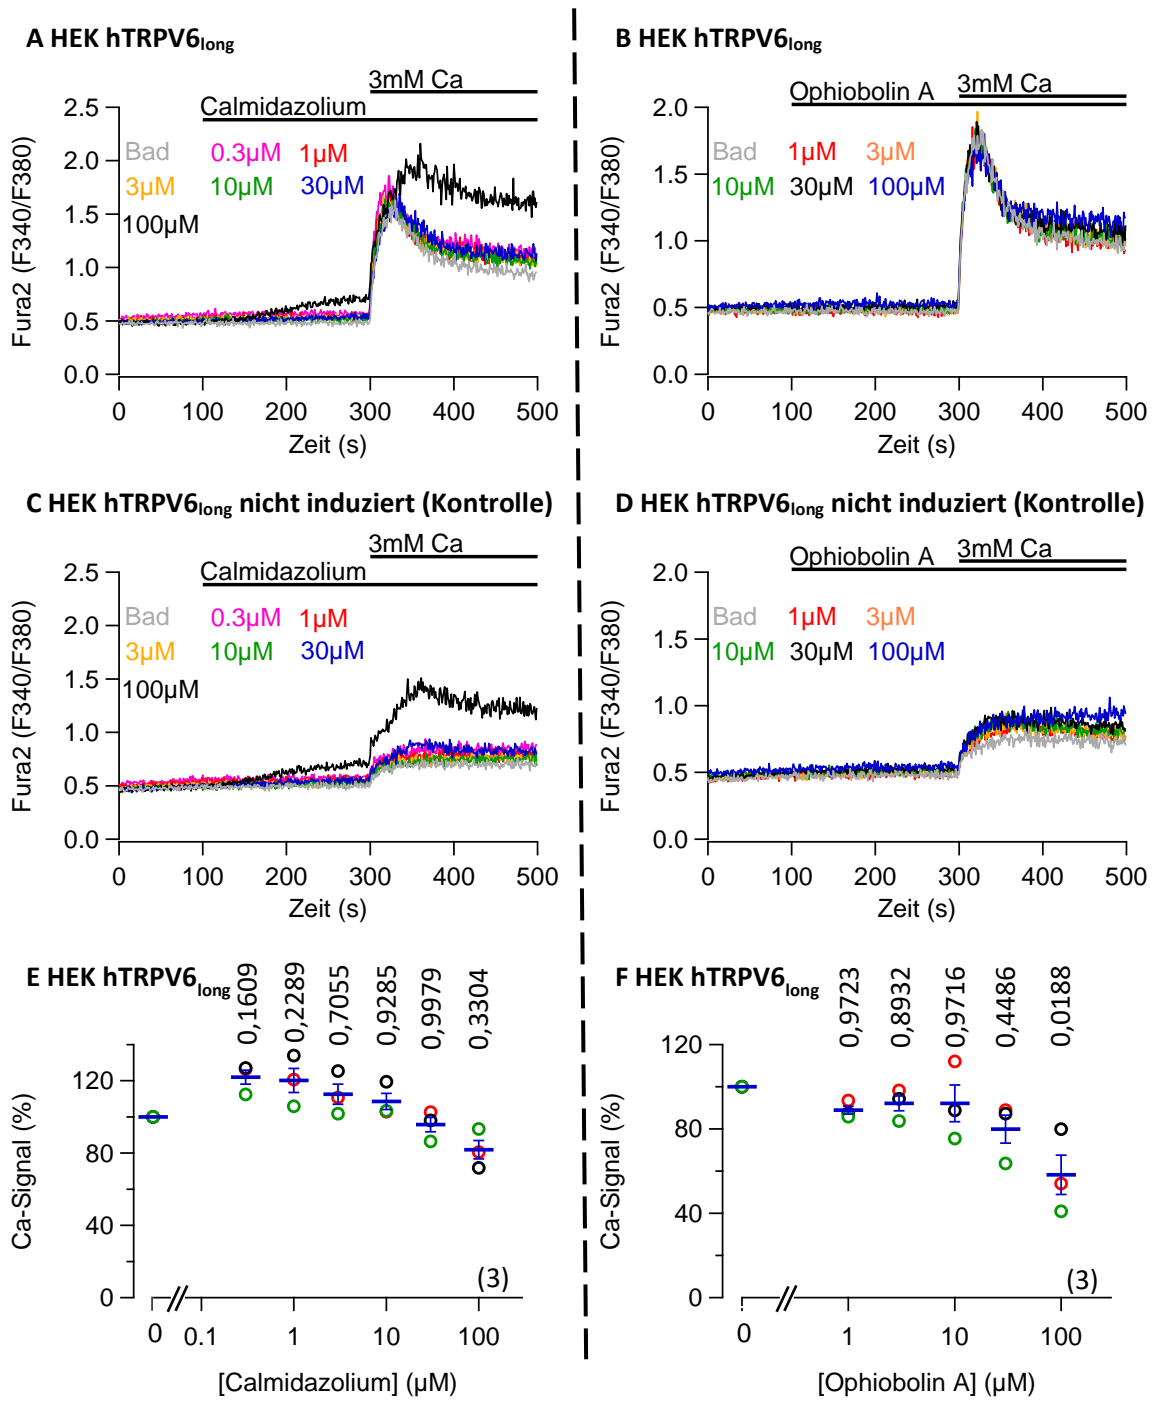 A HEK hTRPV6long
3mM Ca
Calmidazolium
2.5
2.0
1.5
1.0
0.5
0.0
Fura2 (F340/F380)
Bad 0.3µM 1µM
3µM 10µM 30µM
100µM
0 100 200 300 400 500
Zeit (s)
B HEK hTRPV6long
3mM Ca
Ophiobolin A
2.0
1.5
1.0
0.5
0.0
Fura2 (F340/F380)
Bad 1µM 3µM
10µM 30µM 100µM
0 100 200 300 400 500
Zeit (s)
C HEK hTRPV6long nicht induziert (Kontrolle)
3mM Ca
Calmidazolium
2.5
2.0
1.5
1.0
0.5
0.0
Fura2 (F340/F380)
Bad 0.3µM 1µM
3µM 10µM 30µM
100µM
0 100 200 300 400 500
Zeit (s)
D HEK hTRPV6long nicht induziert (Kontrolle)
3mM Ca
Ophiobolin A
2.0
1.5
1.0
0.5
0.0
Fura2 (F340/F380)
Bad 1µM 3µM
10µM 30µM 100µM
0 100 200 300 400 500
Zeit (s)
E HEK hTRPV6long
0,1609
0,2289
0,7055
0,9285
0,9979
0,3304
120
80
40
0
Ca-Signal (%)
(3)
0 0.1 1 10 100
[Calmidazolium] (µM)
F HEK hTRPV6long
0,9723
0,8932
0,9716
0,4486
0,0188
120
80
40
0
Ca-Signal (%)
(3)
0 1 10 100
[Ophiobolin A] (µM)